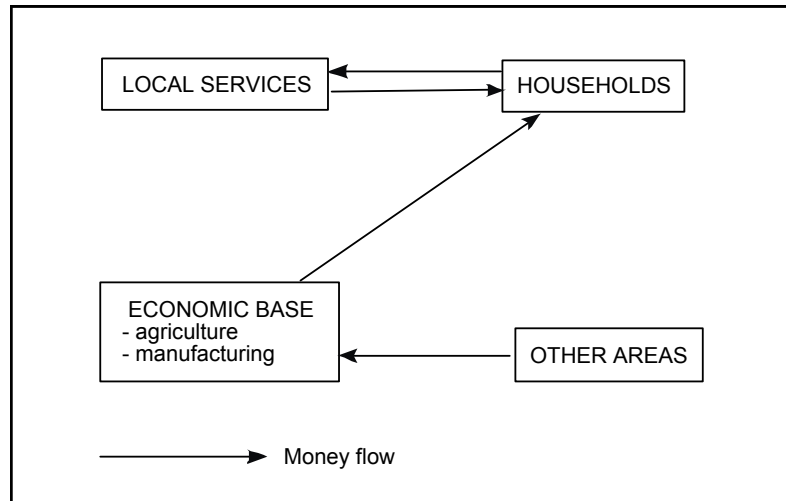 LOCAL SERVICES
HOUSEHOLDS
ECONOMIC BASE
- agriculture
- manufacturing
OTHER AREAS
Money flow